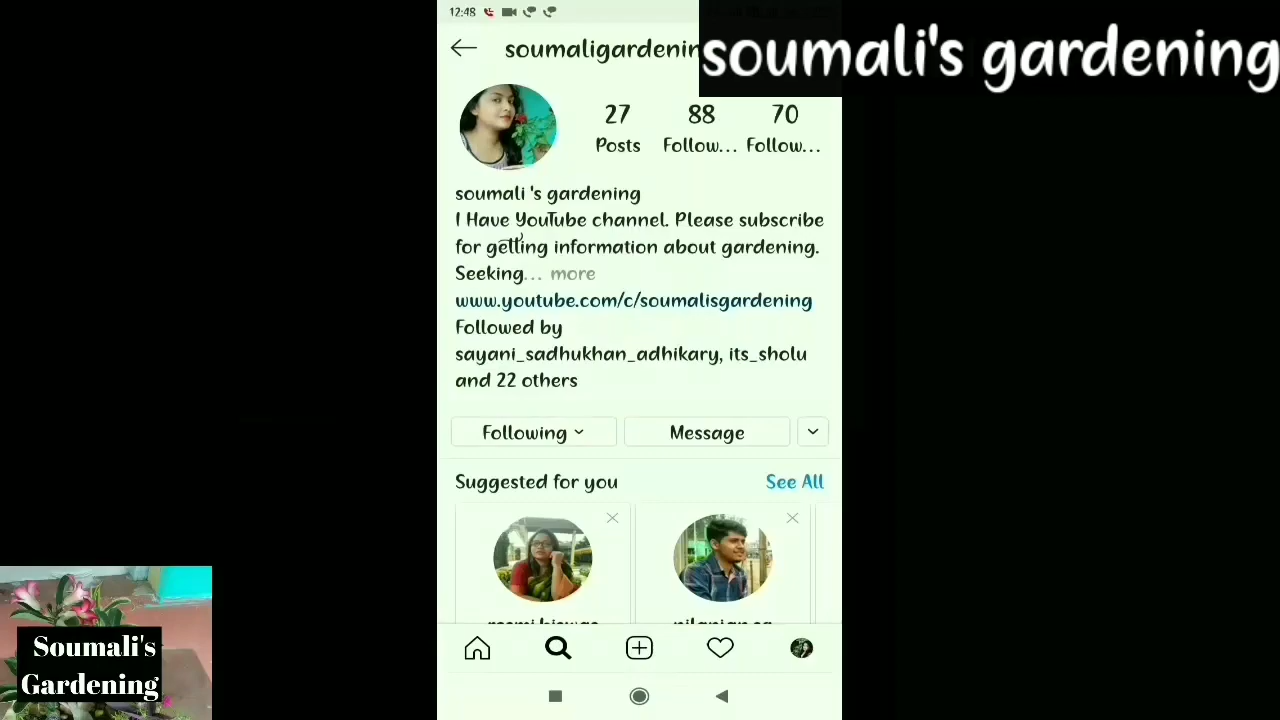 12:48
soumaligardenin
soumali's gardening
27 88 70
Posts Follow... Follow...
soumali 's gardening
I Have YouTube channel. Please subscribe
for getting information about gardening.
Seeking... more
www.youtube.com/c/soumalisgardening
Followed by
sayani_sadhukhan_adhikary, its_sholu
and 22 others
Following Message
Suggested for you See All
Soumali's
Gardening